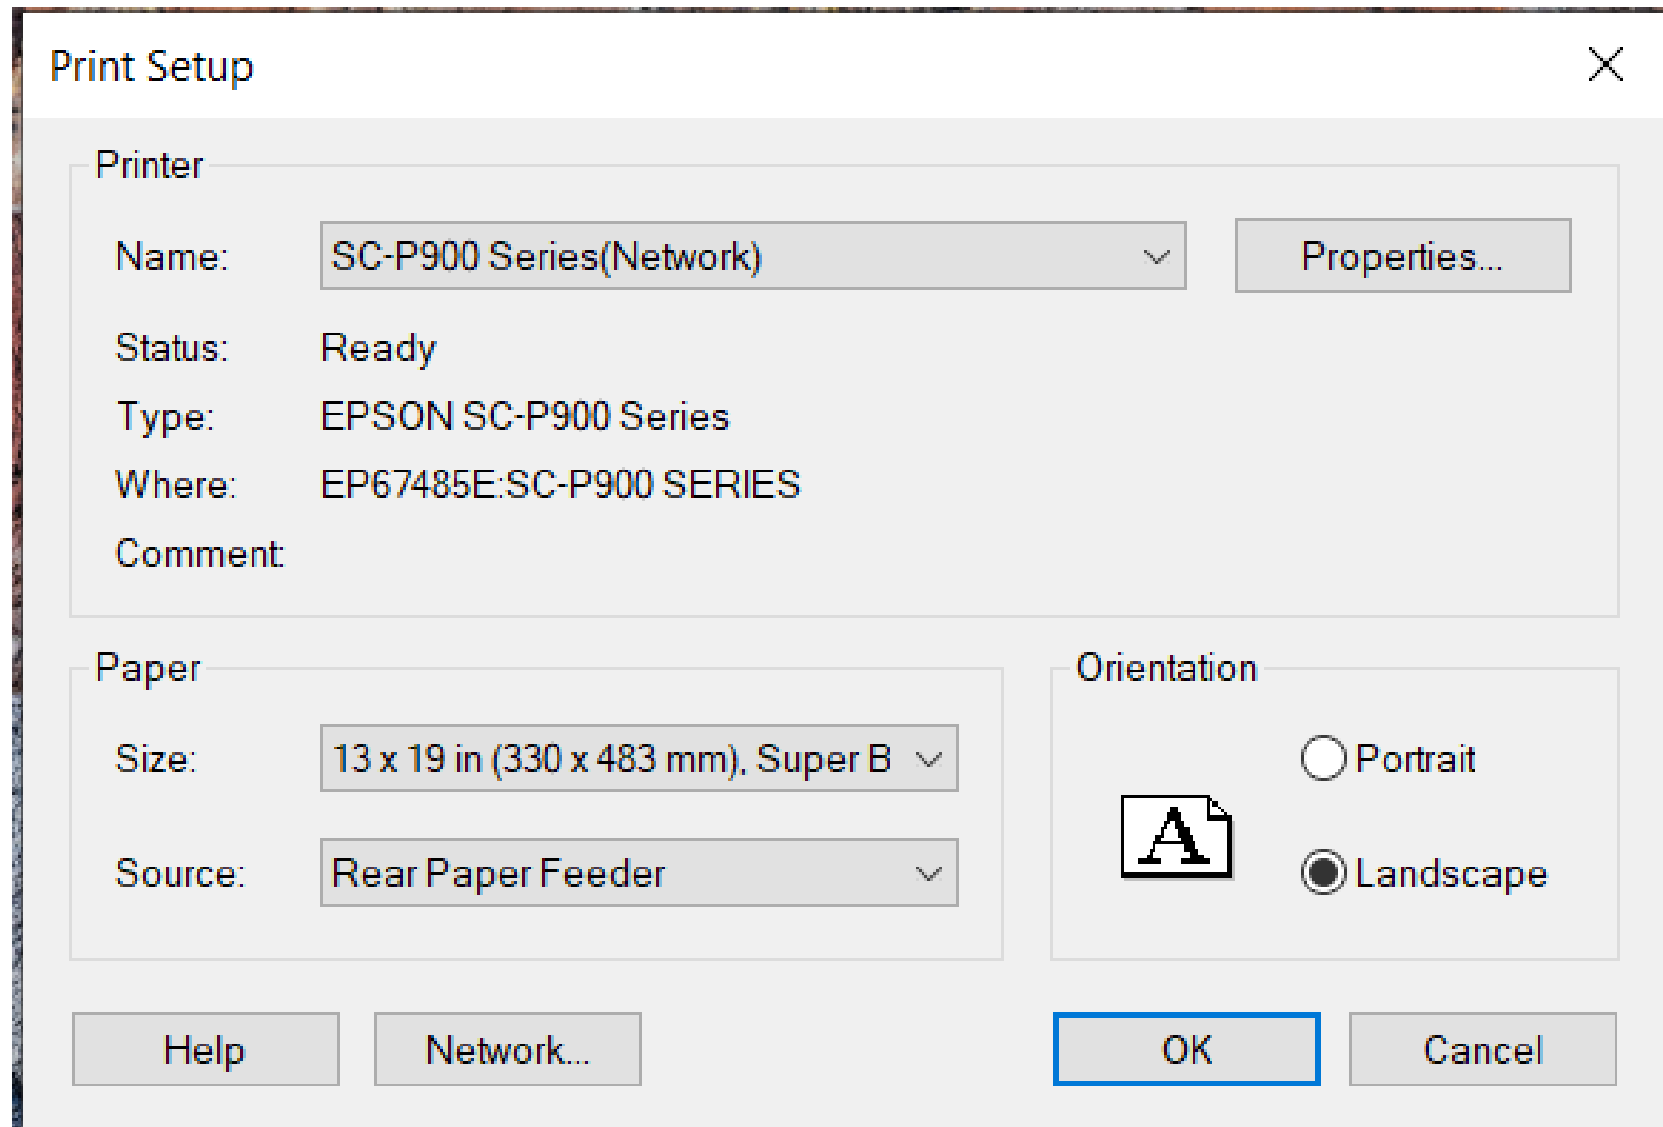 Print Setup
Printer
Name: SC-P900 Series(Network) Properties...
Status: Ready
Type: EPSON SC-P900 Series
Where: EP67485E:SC-P900 SERIES
Comment:
Paper
Size: 13 x 19 in (330 x 483 mm), Super B
Source: Rear Paper Feeder
Orientation
A
Portrait
Landscape
Help Network... OK Cancel